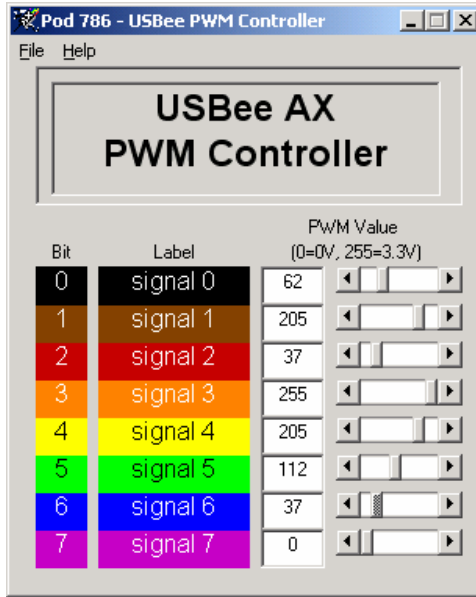 Pod 786 - USBee PWM Controller
File Help
USBee AX
PWM Controller
PWM Value
Bit Label (0=0V, 255=3.3V)
0 signal 0 62
1 signal 1 205
2 signal 2 37
3 signal 3 255
4 signal 4 205
5 signal 5 112
6 signal 6 37
7 signal 7 0